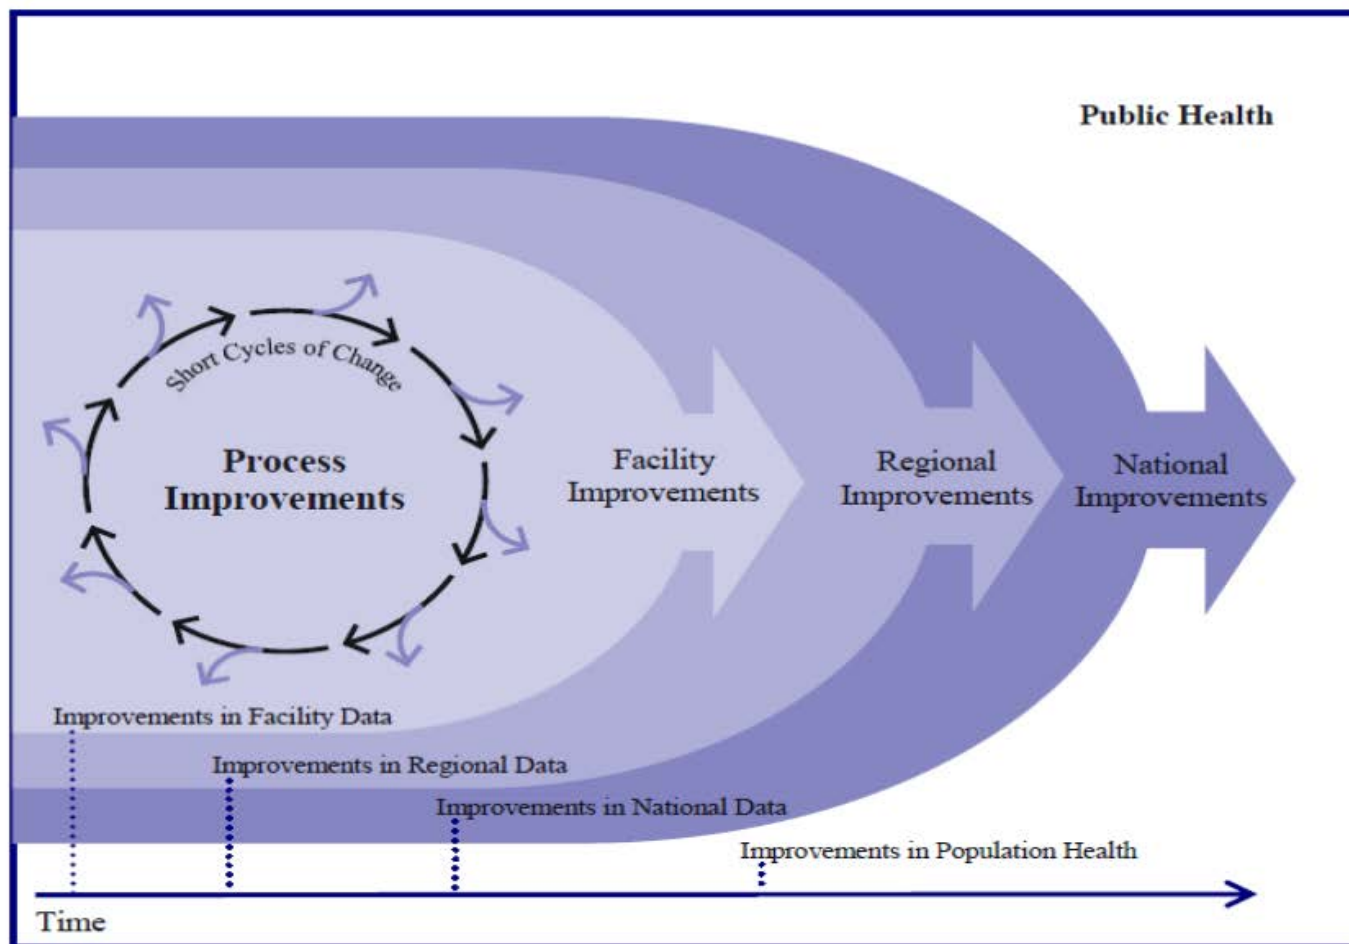 Public Health
Short Cycles of Change
Process
Improvements
Facility
Improvements
Regional
Improvements
National
Improvements
Improvements in Facility Data
Improvements in Regional Data
Improvements in National Data
Improvements in Population Health
Time